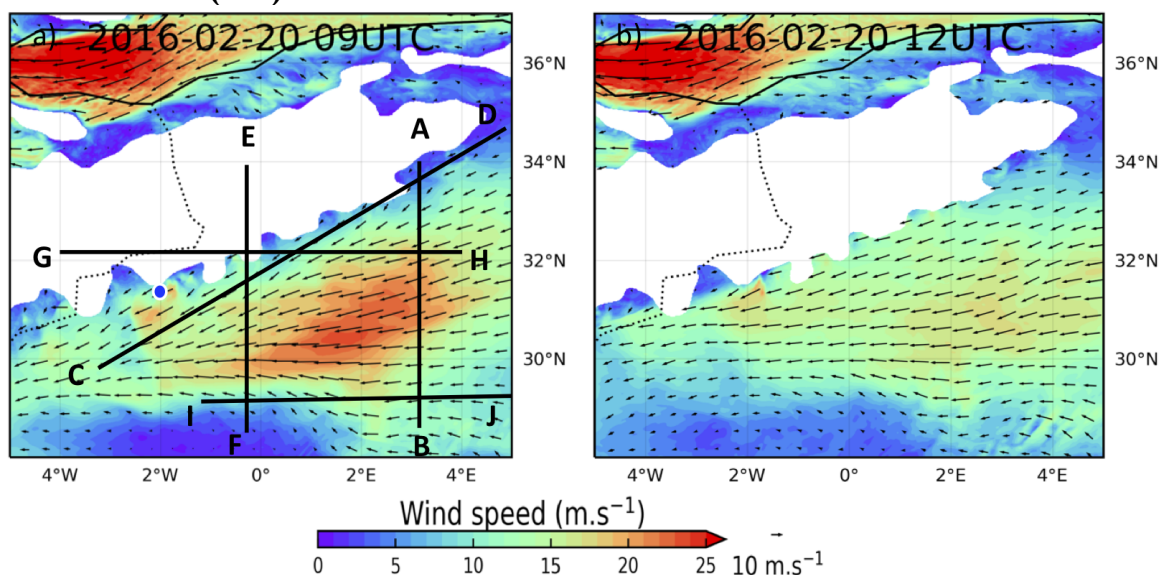 a) 2016-02-20 09UTC
b) 2016-02-20 12UTC
36°N
36°N
D
A
E
34°N
34°N
G
H
32°N
32°N
30°N
30°N
C
I
J
F
B
4°W 2°W 0° 2°E 4°E
4°W 2°W 0° 2°E 4°E
Wind speed (m.s⁻¹)
0 5 10 15 20 25
10 m.s⁻¹